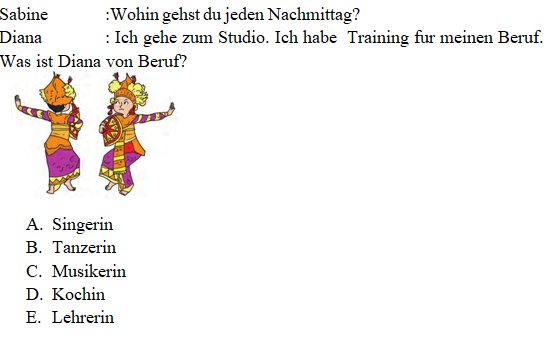 Sabine :Wohin gehst du jeden Nachmittag?
Diana : Ich gehe zum Studio. Ich habe Training fur meinen Beruf.
Was ist Diana von Beruf?
A. Singerin
B. Tanzerin
C. Musikerin
D. Kochin
E. Lehrerin